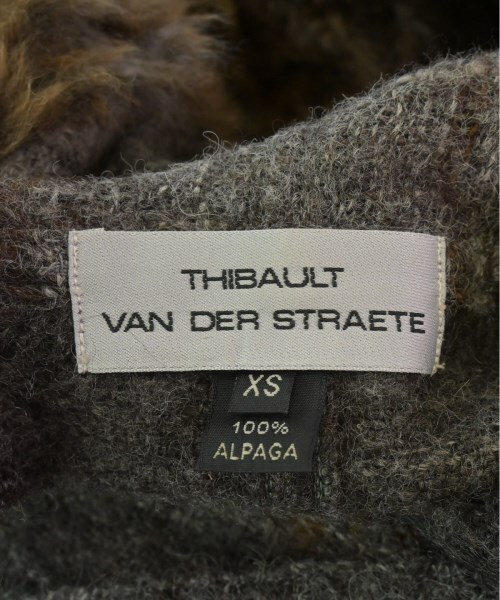 THIBAULT
VAN DER STRAETE
XS
100%
ALPAGA